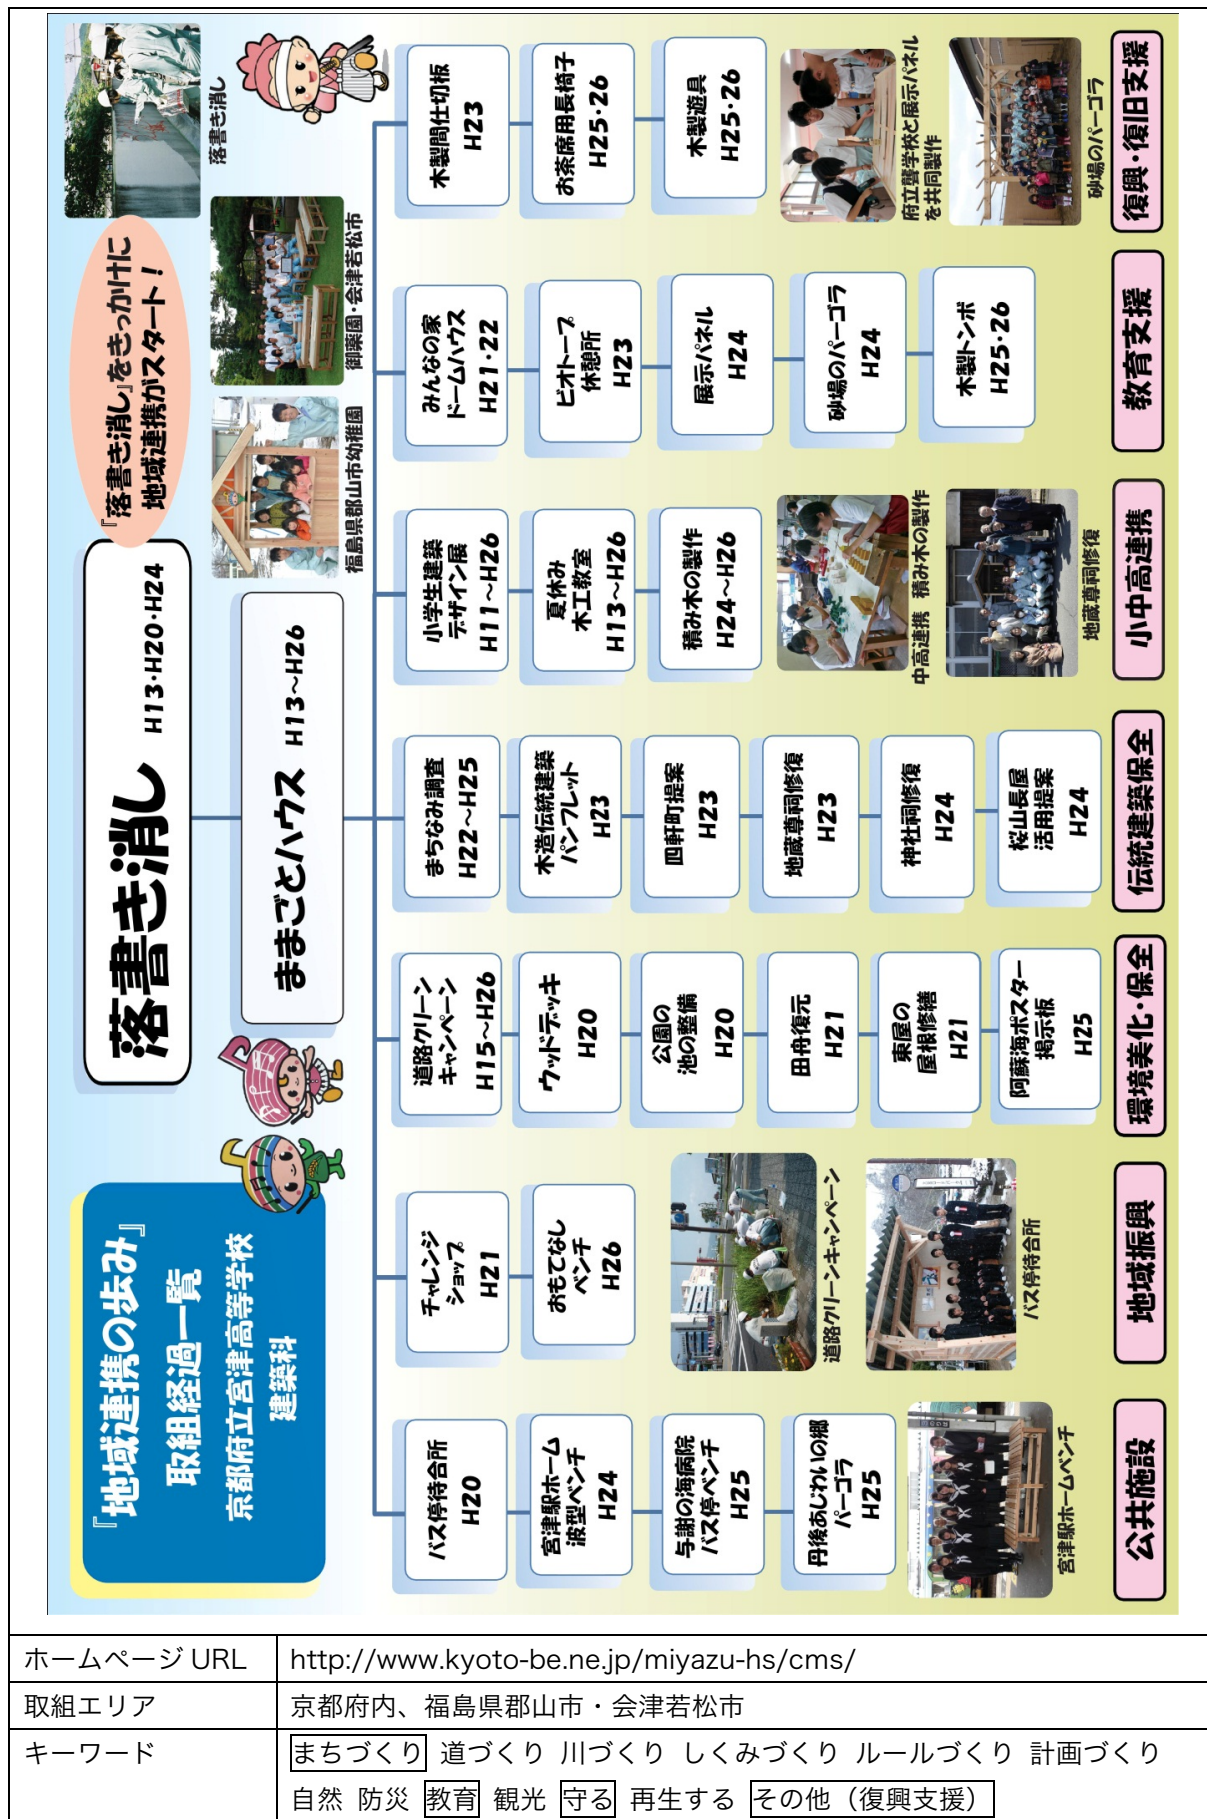 『地域連携の歩み』
取組経過一覧
京都府立宮津高等学校
建築科
落書き消し H13・H20・H24
『落書き消し』をきっかけに
地域連携がスタート！
落書き消し
ままごとハウス H13～H26
福島県郡山市幼稚園
御薬園・会津若松市
バス停待合所
H20
宮津駅ホーム
波型ベンチ
H24
与謝の海病院
バス停ベンチ
H25
丹後あじわいの郷
パーゴラ
H25
宮津駅ホームベンチ
公共施設
チャレンジ
ショップ
H21
おもてなし
ベンチ
H26
道路クリーンキャンペーン
バス停待合所
地域振興
道路クリーン
キャンペーン
H15～H26
ウッドデッキ
H20
公園の
池の整備
H20
田舟復元
H21
東屋の
屋根修繕
H21
阿蘇海ポスター
掲示板
H25
環境美化・保全
まちなみ調査
H22～H25
木造伝統建築
パンフレット
H23
四軒町提案
H23
地蔵尊祠修復
H23
神社祠修復
H24
桜山長屋
活用提案
H24
伝統建築保全
小学生建築
デザイン展
H11～H26
夏休み
木工教室
H13～H26
積み木の製作
H24～H26
中高連携 積み木の製作
地蔵尊祠修復
小中高連携
みんなの家
ドームハウス
H21・22
ビオトープ
休憩所
H23
展示パネル
H24
砂場のパーゴラ
H24
木製トンボ
H25・26
教育支援
木製間仕切板
H23
お茶席用長椅子
H25・26
木製遊具
H25・26
府立聾学校と展示パネル
を共同製作
砂場のパーゴラ
復興・復旧支援
ホームページ URL http://www.kyoto-be.ne.jp/miyazu-hs/cms/
取組エリア 京都府内、福島県郡山市・会津若松市
キーワード まちづくり 道づくり 川づくり しくみづくり ルールづくり 計画づくり
自然 防災 教育 観光 守る 再生する その他（復興支援）